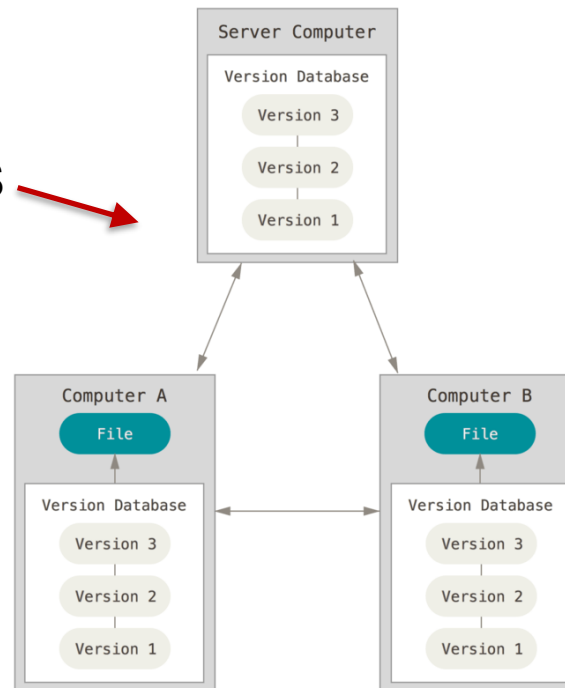 Server Computer
Version Database
Version 3
Version 2
Version 1
Computer A
File
Version Database
Version 3
Version 2
Version 1
Computer B
File
Version Database
Version 3
Version 2
Version 1